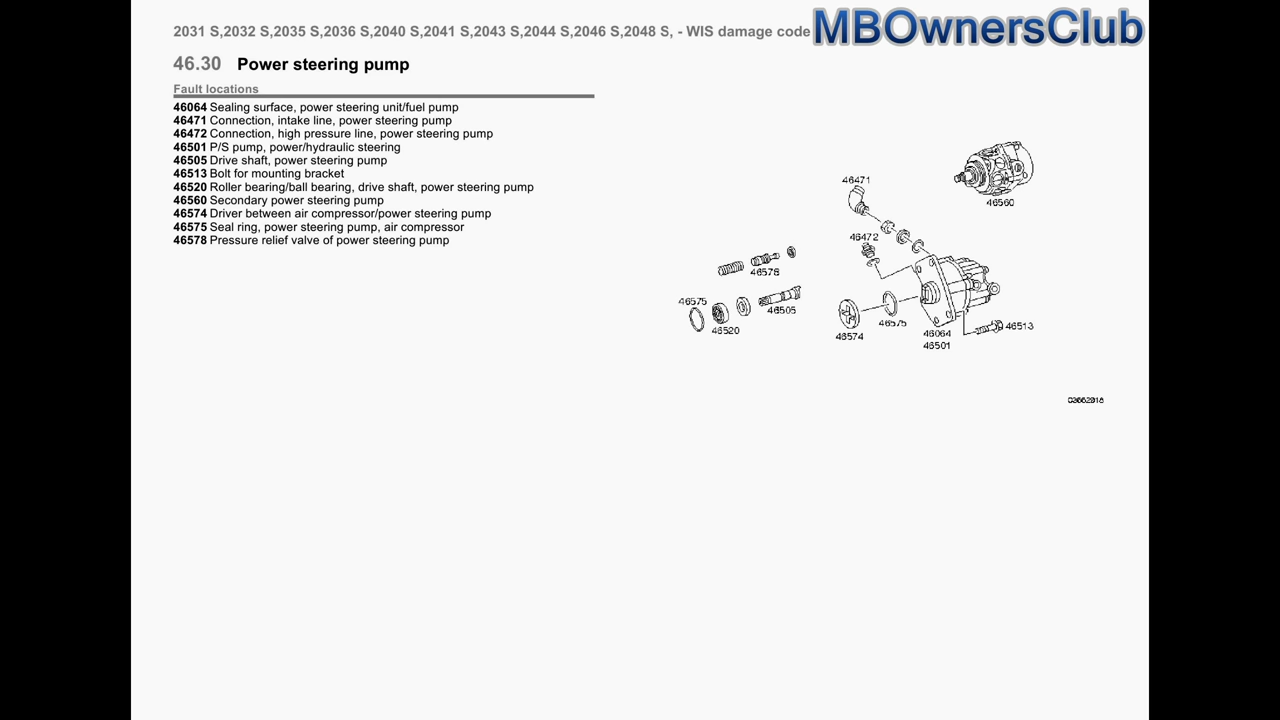 2031 S,2032 S,2035 S,2036 S,2040 S,2041 S,2043 S,2044 S,2046 S,2048 S, - WIS damage code
MBOwnersClub
46.30 Power steering pump
Fault locations
46064 Sealing surface, power steering unit/fuel pump
46471 Connection, intake line, power steering pump
46472 Connection, high pressure line, power steering pump
46501 P/S pump, power/hydraulic steering
46505 Drive shaft, power steering pump
46513 Bolt for mounting bracket
46520 Roller bearing/ball bearing, drive shaft, power steering pump
46560 Secondary power steering pump
46574 Driver between air compressor/power steering pump
46575 Seal ring, power steering pump, air compressor
46578 Pressure relief valve of power steering pump
46471
46560
46472
46578
46575
46505
46520
46575
46574
46064
46501
46513